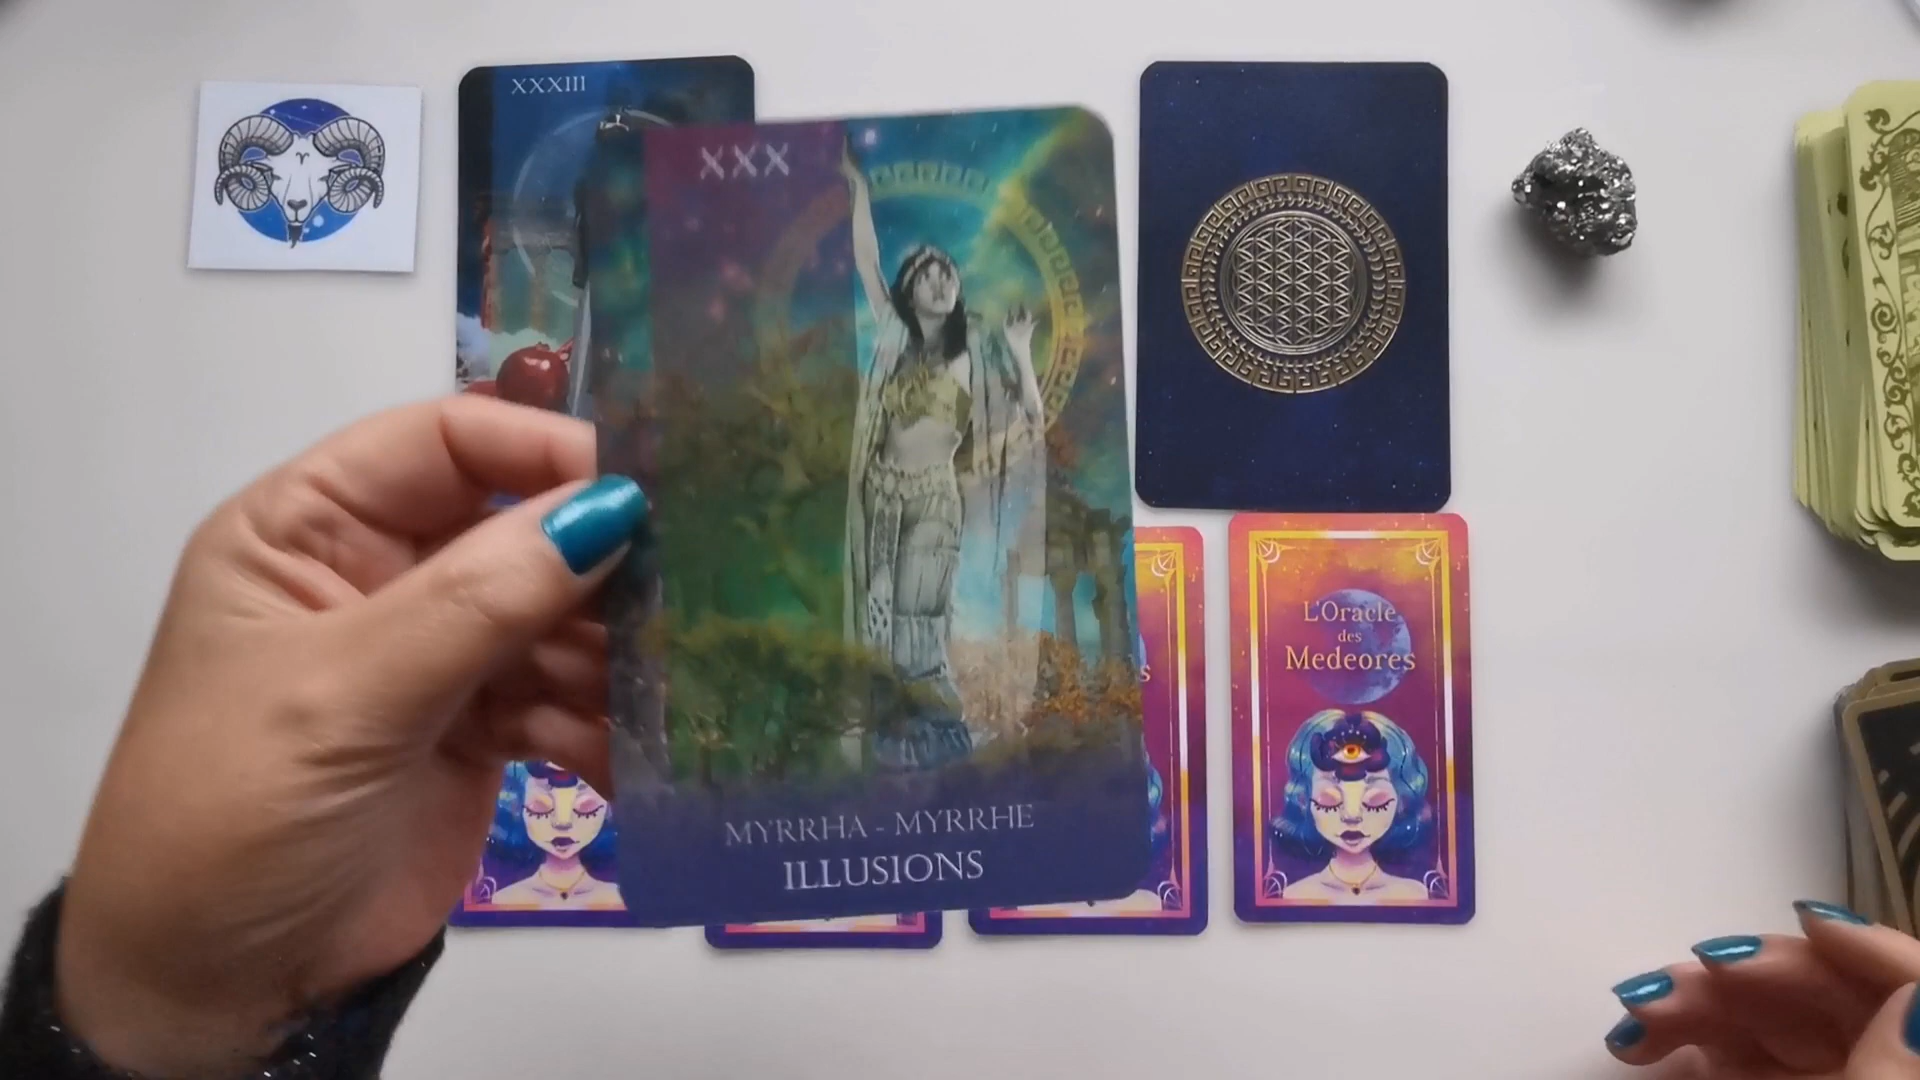 XXXIII
XXX
MYRRHA - MYRRHE
ILLUSIONS
L'Oracle
des
Medeores
s